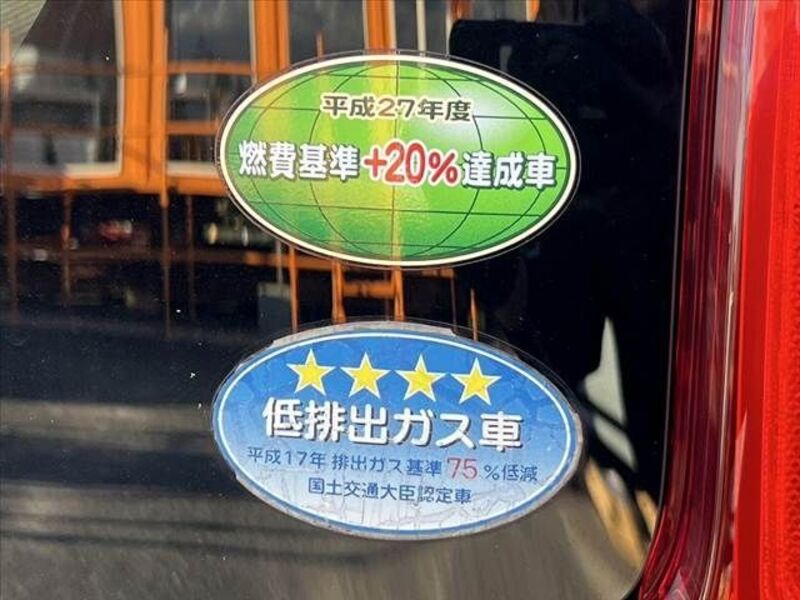 平成27年度
燃費基準+20%達成車
低排出ガス車
平成17年 排出ガス基準 75 %低減
国土交通大臣認定車